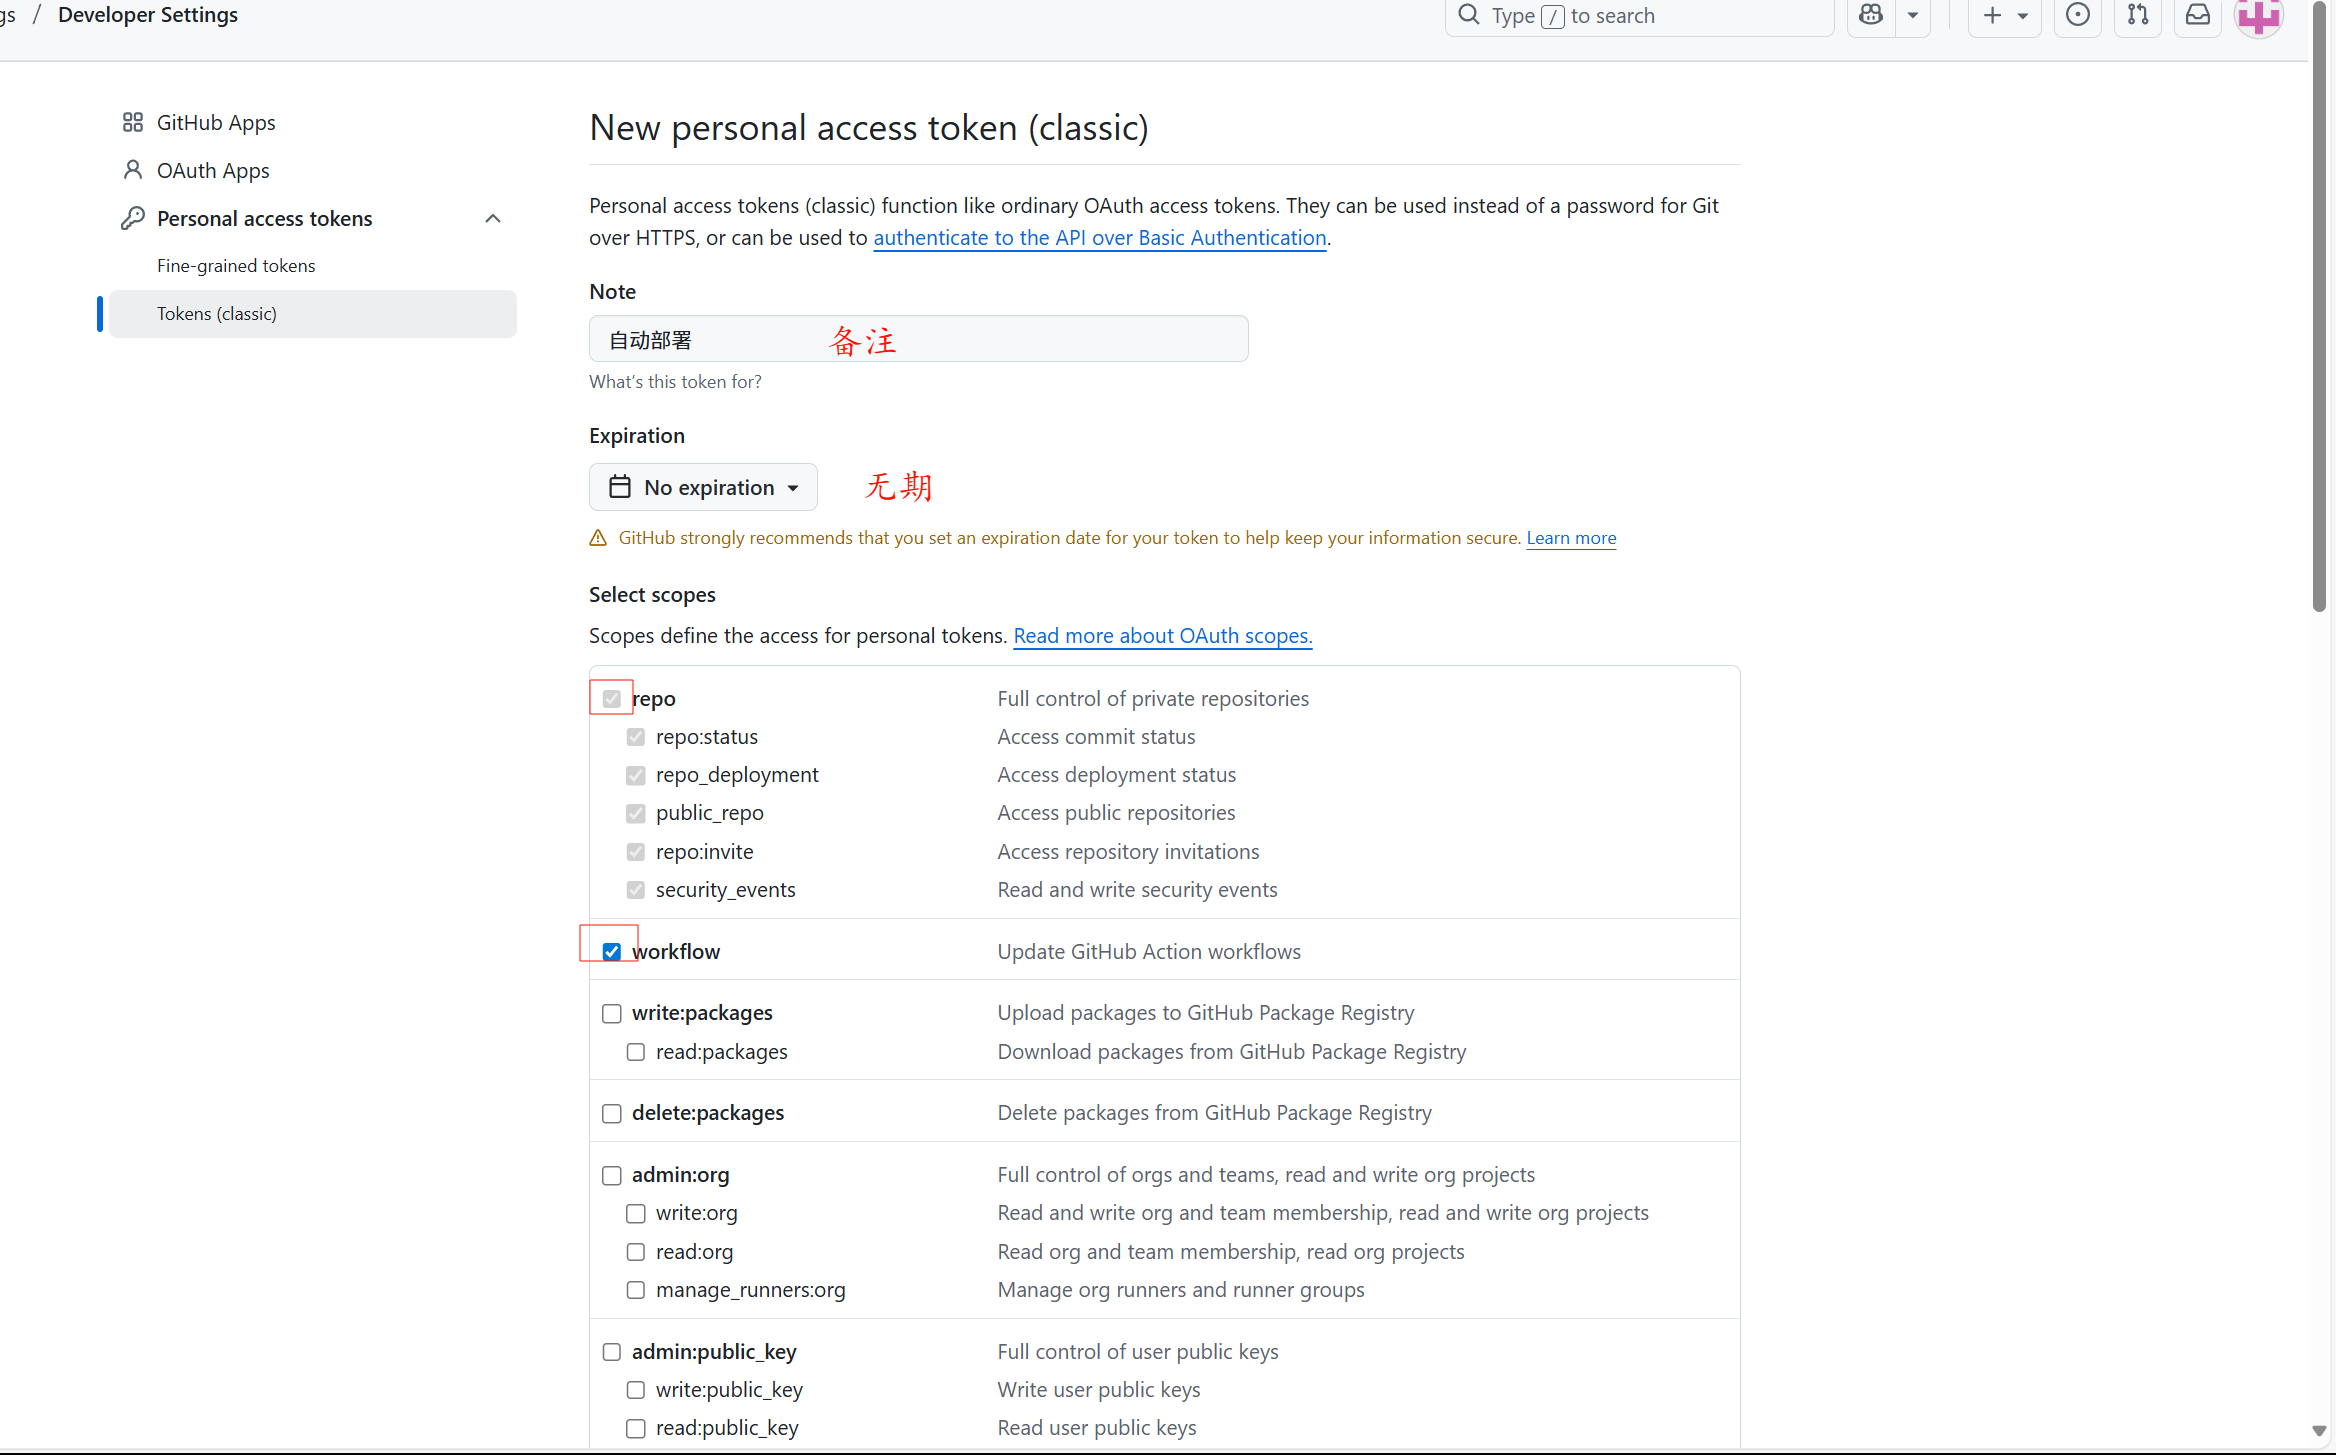 gs / Developer Settings
Type / to search
GitHub Apps
OAuth Apps
Personal access tokens
Fine-grained tokens
Tokens (classic)
New personal access token (classic)
Personal access tokens (classic) function like ordinary OAuth access tokens. They can be used instead of a password for Git
over HTTPS, or can be used to authenticate to the API over Basic Authentication.
Note
自动部署 备注
What's this token for?
Expiration
No expiration 无期
GitHub strongly recommends that you set an expiration date for your token to help keep your information secure. Learn more
Select scopes
Scopes define the access for personal tokens. Read more about OAuth scopes.
repo Full control of private repositories
repo:status Access commit status
repo_deployment Access deployment status
public_repo Access public repositories
repo:invite Access repository invitations
security_events Read and write security events
workflow Update GitHub Action workflows
write:packages Upload packages to GitHub Package Registry
read:packages Download packages from GitHub Package Registry
delete:packages Delete packages from GitHub Package Registry
admin:org Full control of orgs and teams, read and write org projects
write:org Read and write org and team membership, read and write org projects
read:org Read org and team membership, read org projects
manage_runners:org Manage org runners and runner groups
admin:public_key Full control of user public keys
write:public_key Write user public keys
read:public_key Read user public keys